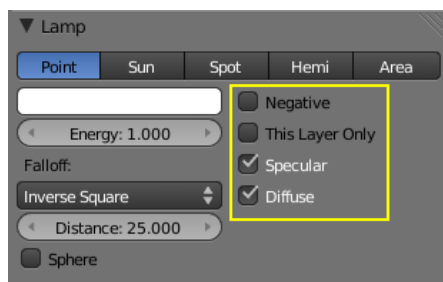 Lamp
Point Sun Spot Hemi Area
Negative
Energy: 1.000
This Layer Only
Falloff:
Specular
Inverse Square
Diffuse
Distance: 25.000
Sphere